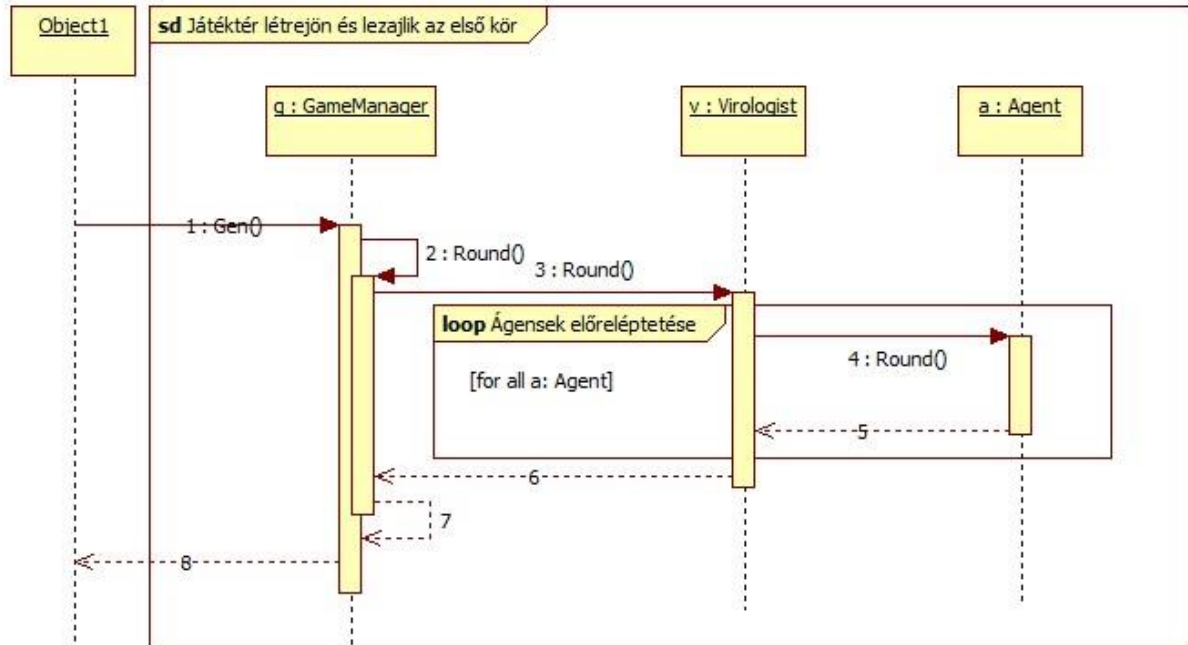 Object1
sd Játéktér létrejön és lezajlik az első kör
g : GameManager
v : Virologist
a : Agent
1 : Gen()
2 : Round()
3 : Round()
loop Ágensek előreléptetése
4 : Round()
[for all a: Agent]
5
6
7
8